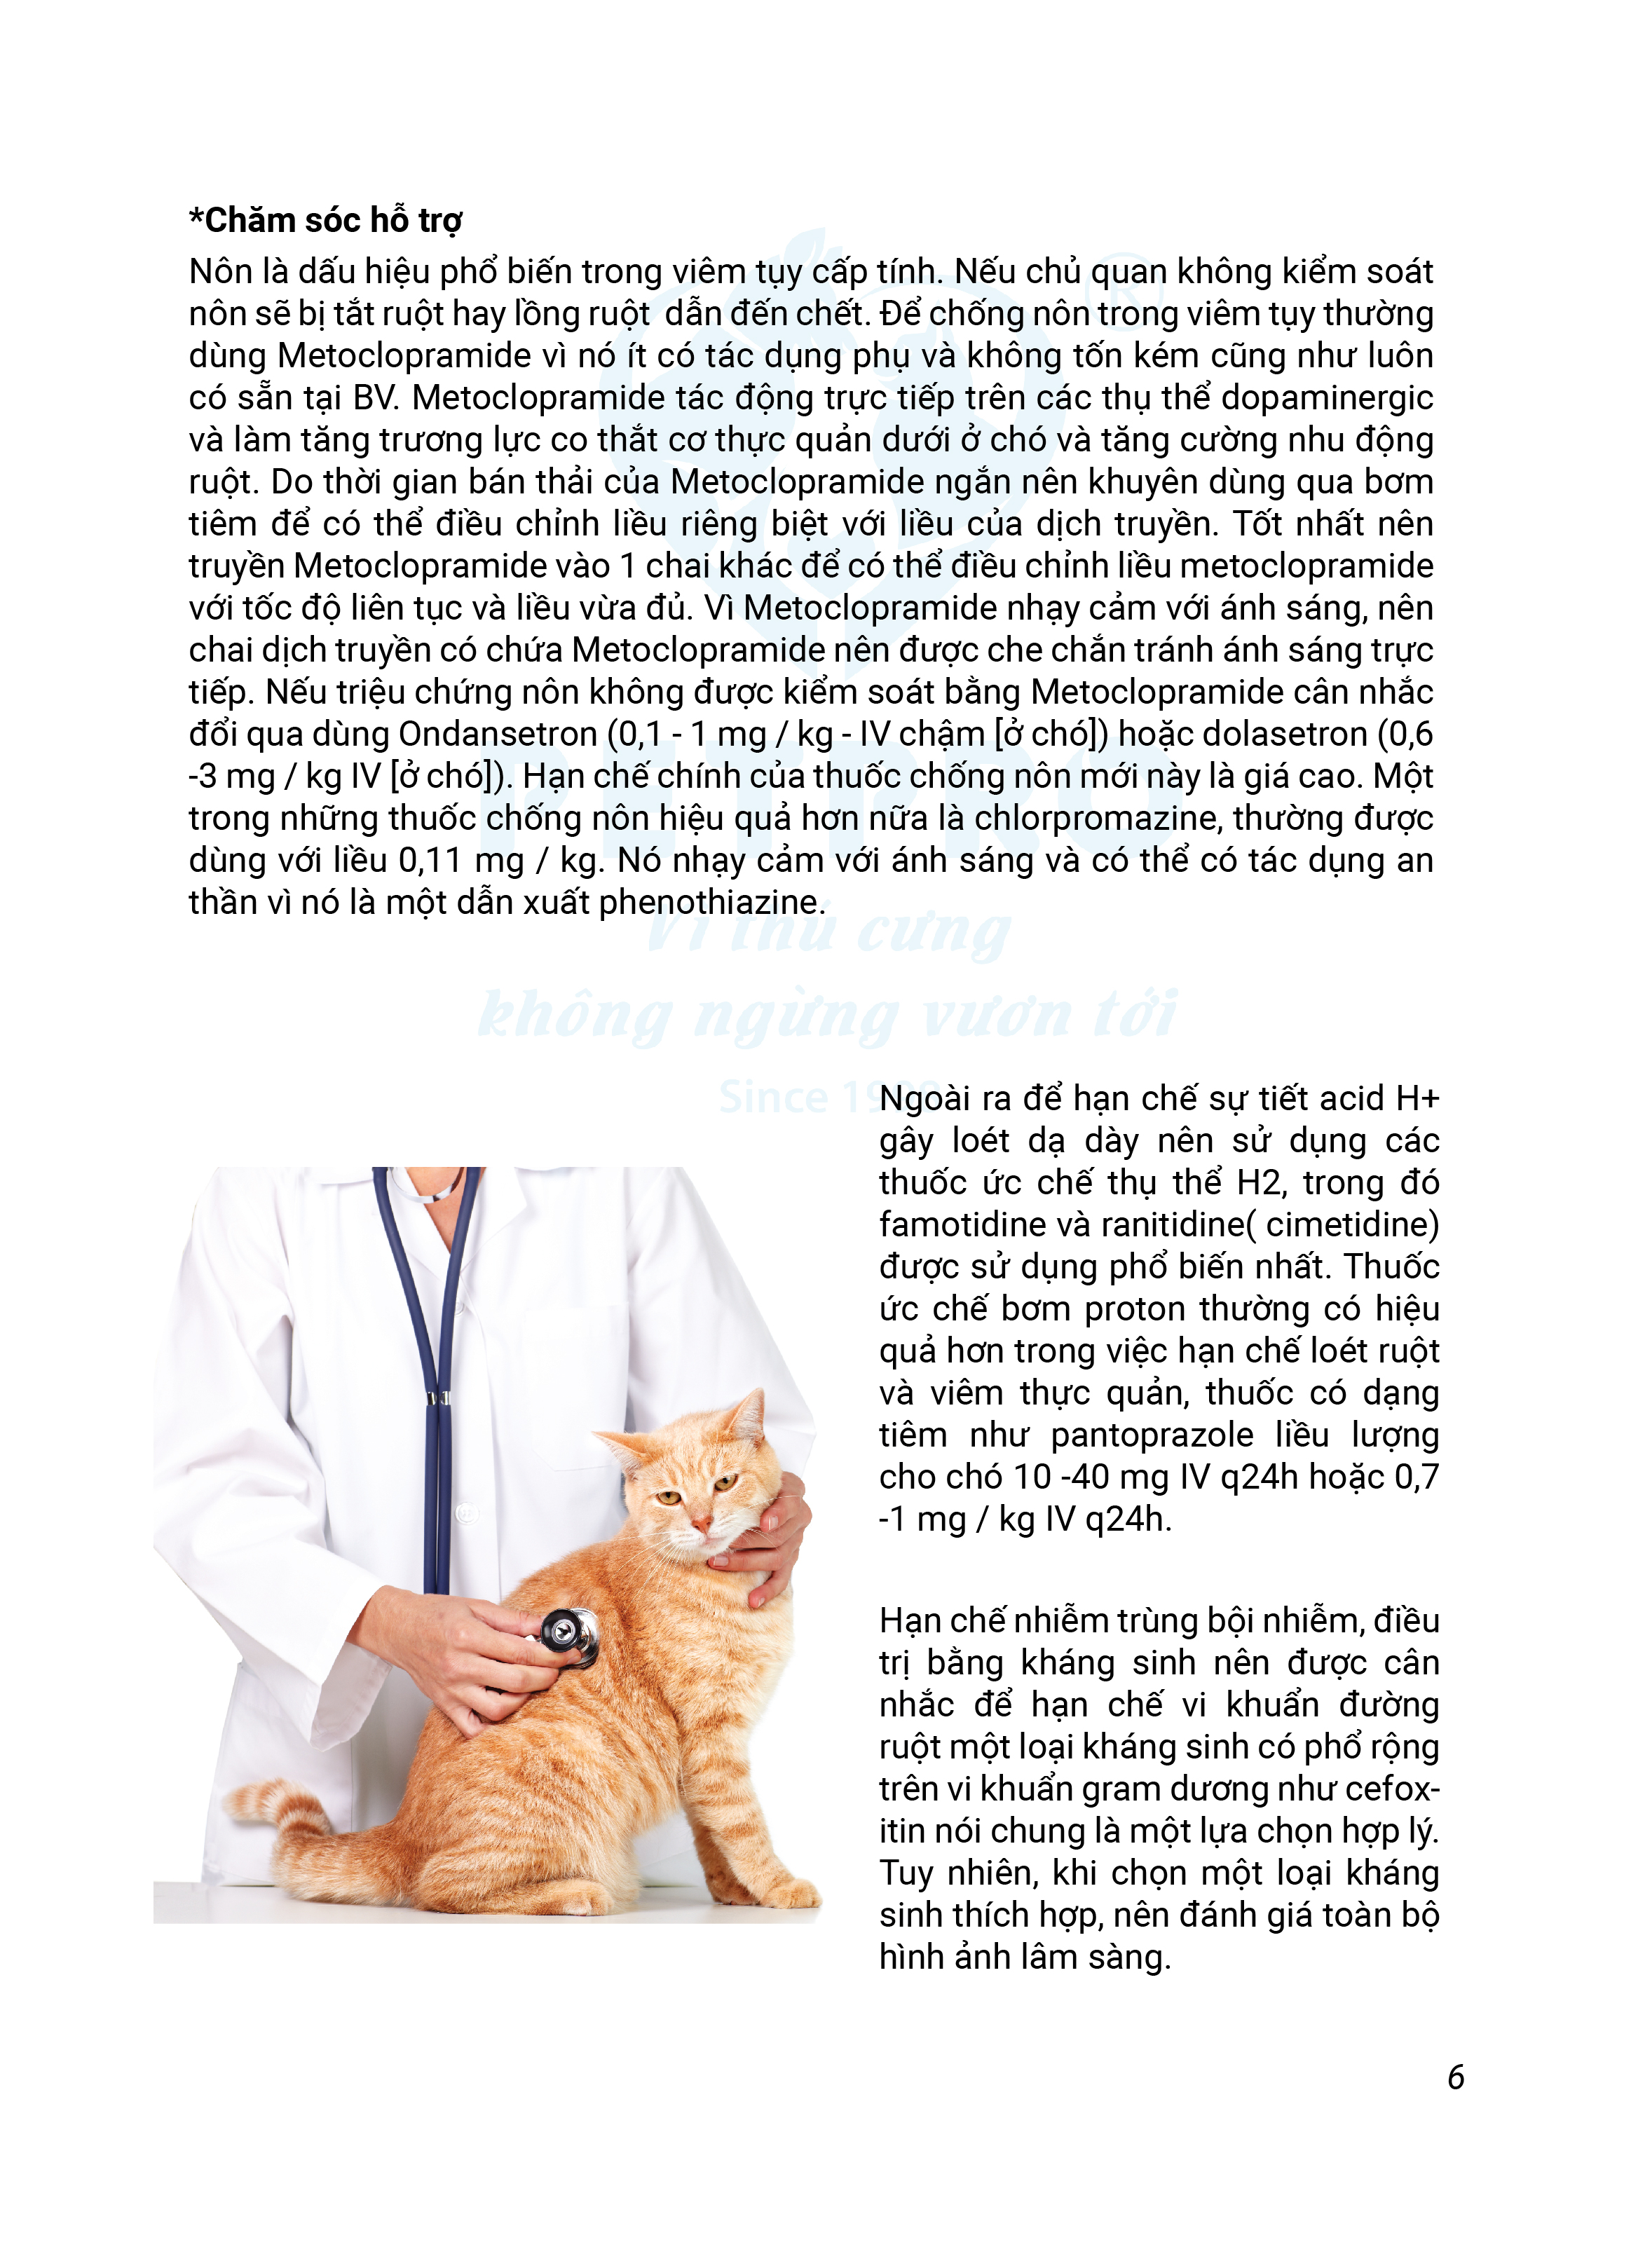 *Chăm sóc hỗ trợ
Nôn là dấu hiệu phổ biến trong viêm tụy cấp tính. Nếu chủ quan không kiểm soát
nôn sẽ bị tắt ruột hay lồng ruột  dẫn đến chết. Để chống nôn trong viêm tụy thường
dùng Metoclopramide vì nó ít có tác dụng phụ và không tốn kém cũng như luôn
có sẵn tại BV. Metoclopramide tác động trực tiếp trên các thụ thể dopaminergic
và làm tăng trương lực co thắt cơ thực quản dưới ở chó và tăng cường nhu động
ruột. Do thời gian bán thải của Metoclopramide ngắn nên khuyên dùng qua bơm
tiêm để có thể điều chỉnh liều riêng biệt với liều của dịch truyền. Tốt nhất nên
truyền Metoclopramide vào 1 chai khác để có thể điều chỉnh liều metoclopramide
với tốc độ liên tục và liều vừa đủ. Vì Metoclopramide nhạy cảm với ánh sáng, nên
chai dịch truyền có chứa Metoclopramide nên được che chắn tránh ánh sáng trực
tiếp. Nếu triệu chứng nôn không được kiểm soát bằng Metoclopramide cân nhắc
đổi qua dùng Ondansetron (0,1 - 1 mg / kg - IV chậm [ở chó]) hoặc dolasetron (0,6
-3 mg / kg IV [ở chó]). Hạn chế chính của thuốc chống nôn mới này là giá cao. Một
trong những thuốc chống nôn hiệu quả hơn nữa là chlorpromazine, thường được
dùng với liều 0,11 mg / kg. Nó nhạy cảm với ánh sáng và có thể có tác dụng an
thần vì nó là một dẫn xuất phenothiazine.
®
PETPRO
Vì thú cưng
không ngừng vươn tới
Since 19
Ngoài ra để hạn chế sự tiết acid H+
gây loét dạ dày nên sử dụng các
thuốc ức chế thụ thể H2, trong đó
famotidine và ranitidine( cimetidine)
được sử dụng phổ biến nhất. Thuốc
ức chế bơm proton thường có hiệu
quả hơn trong việc hạn chế loét ruột
và viêm thực quản, thuốc có dạng
tiêm như pantoprazole liều lượng
cho chó 10 -40 mg IV q24h hoặc 0,7
-1 mg / kg IV q24h.
Hạn chế nhiễm trùng bội nhiễm, điều
trị bằng kháng sinh nên được cân
nhắc để hạn chế vi khuẩn đường
ruột một loại kháng sinh có phổ rộng
trên vi khuẩn gram dương như cefox-
itin nói chung là một lựa chọn hợp lý.
Tuy nhiên, khi chọn một loại kháng
sinh thích hợp, nên đánh giá toàn bộ
hình ảnh lâm sàng.
6